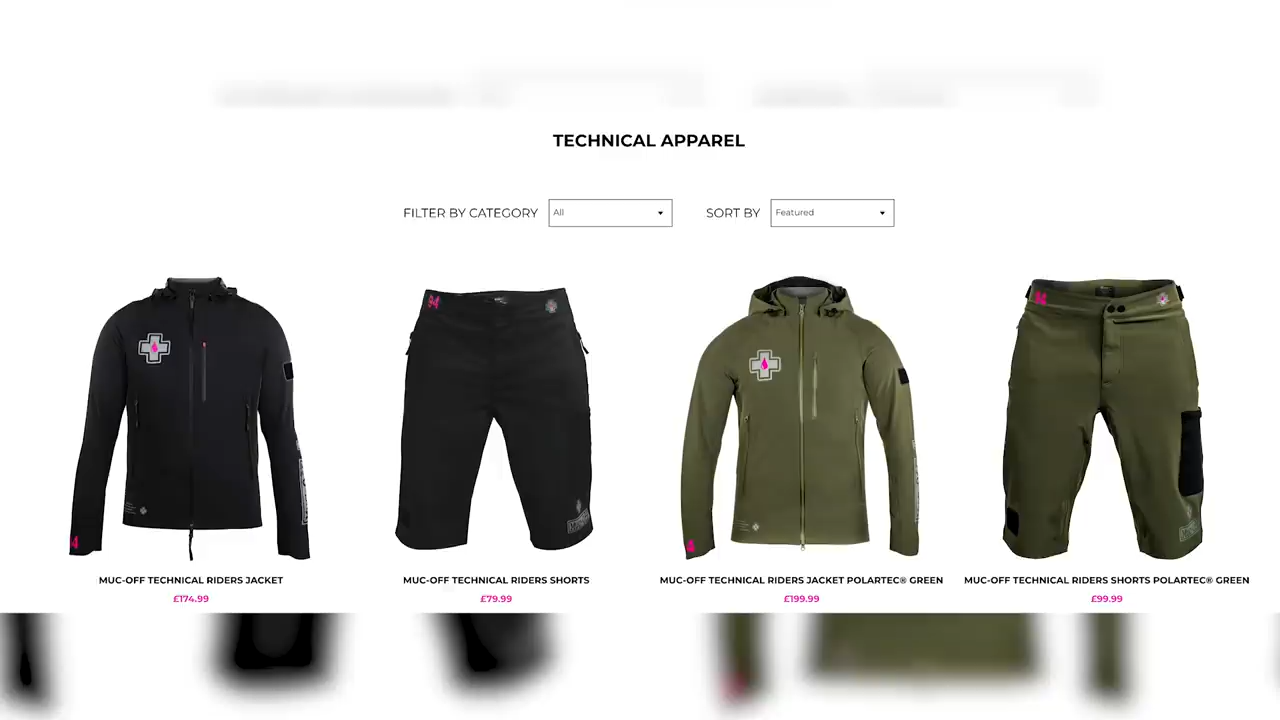 TECHNICAL APPAREL
FILTER BY CATEGORY All SORT BY Featured
94
MUC-OFF TECHNICAL RIDERS JACKET
£174.99
MUC-OFF TECHNICAL RIDERS SHORTS
£79.99
MUC-OFF TECHNICAL RIDERS JACKET POLARTEC® GREEN
£199.99
MUC-OFF TECHNICAL RIDERS SHORTS POLARTEC® GREEN
£99.99